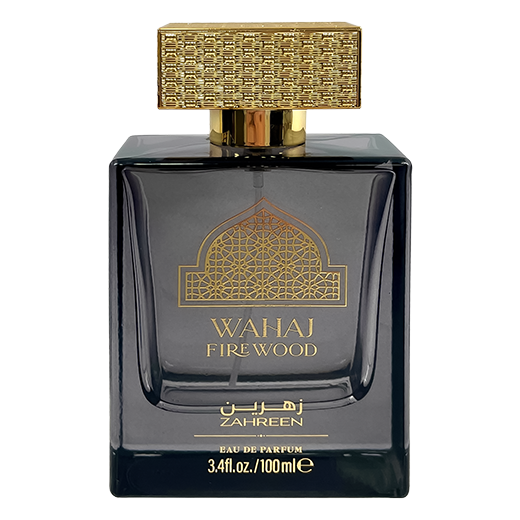 WAHAJ
FIREWOOD
زهرين
ZAHREEN
EAU DE PARFUM
3.4fl.oz./100ml℮